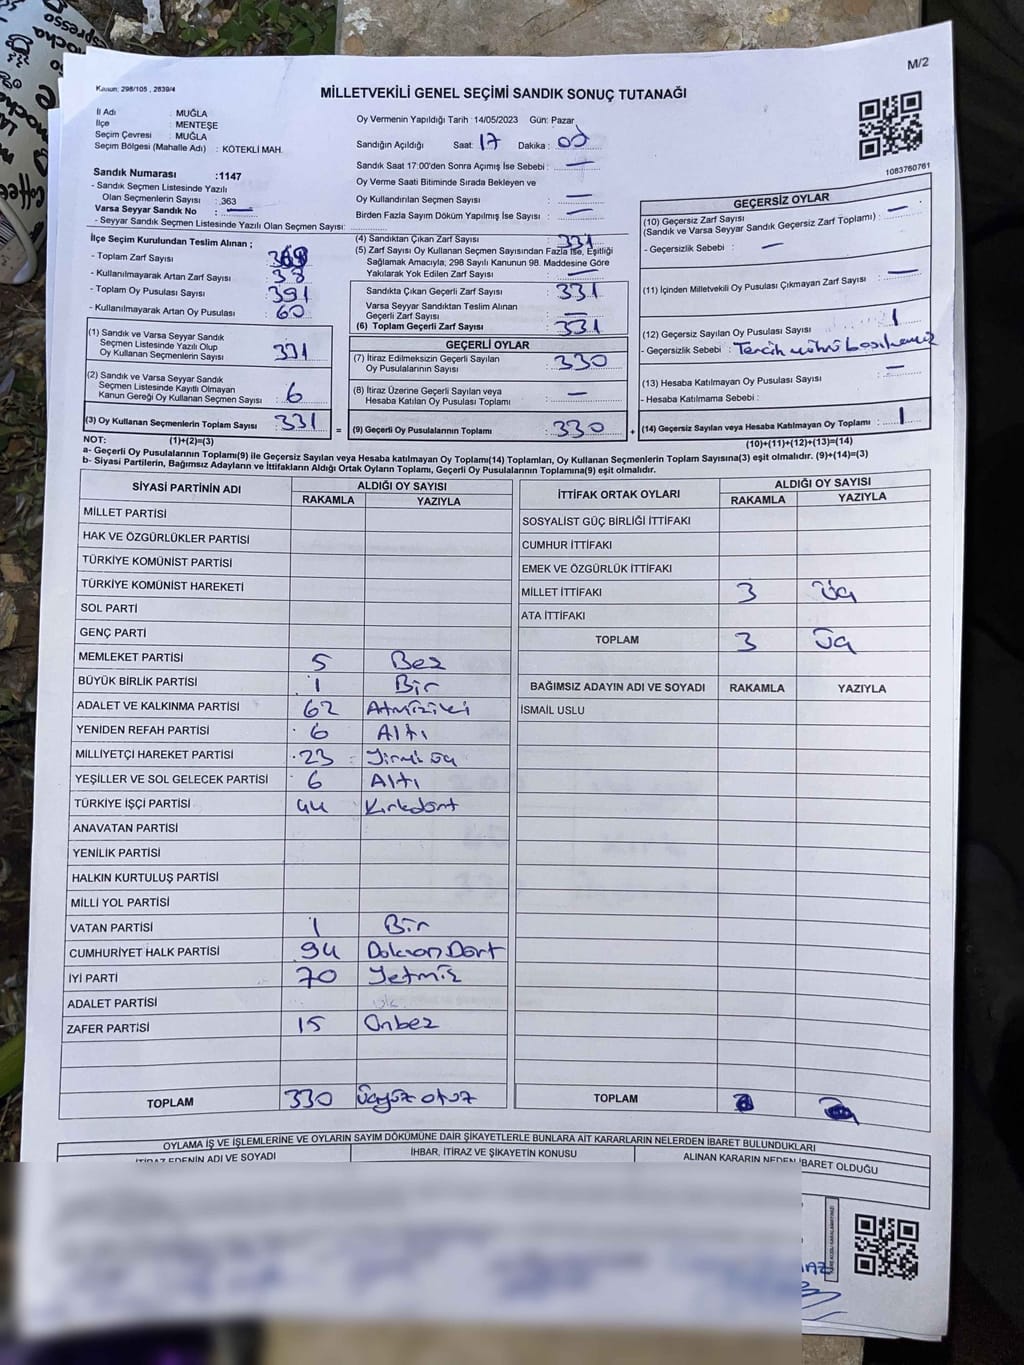 M/2
Kanun; 298/105 , 2839/4
MİLLETVEKİLİ GENEL SEÇİMİ SANDIK SONUÇ TUTANAĞI
İl Adı : MUĞLA
İlçe : MENTEŞE
Seçim Çevresi : MUĞLA
Seçim Bölgesi (Mahalle Adı) : KÖTEKLİ MAH.
Sandık Numarası :1147
- Sandık Seçmen Listesinde Yazılı
Olan Seçmenlerin Sayısı : 363
Varsa Seyyar Sandık No : —
- Seyyar Sandık Seçmen Listesinde Yazılı Olan Seçmen Sayısı:
Oy Vermenin Yapıldığı Tarih :14/05/2023 Gün: Pazar
Sandığın Açıldığı Saat: 17 Dakika :
Sandık Saat 17:00'den Sonra Açımış İse Sebebi : —
Oy Verme Saati Bitiminde Sırada Bekleyen ve
Oy Kullandırılan Seçmen Sayısı : —
Birden Fazla Sayım Döküm Yapılmış İse Sayısı : —
1083760761
İlçe Seçim Kurulundan Teslim Alınan ;
- Toplam Zarf Sayısı :
- Kullanılmayarak Artan Zarf Sayısı : 38
- Toplam Oy Pusulası Sayısı : 391
- Kullanılmayarak Artan Oy Pusulası : 60
(1) Sandık ve Varsa Seyyar Sandık
Seçmen Listesinde Yazılı Olup
Oy Kullanan Seçmenlerin Sayısı : 331
(2) Sandık ve Varsa Seyyar Sandık
Seçmen Listesinde Kayıtlı Olmayan
Kanun Gereği Oy Kullanan Seçmen Sayısı : 6
(3) Oy Kullanan Seçmenlerin Toplam Sayısı : 331
(4) Sandıktan Çıkan Zarf Sayısı : 331
(5) Zarf Sayısı Oy Kullanan Seçmen Sayısından Fazla İse, Eşitliği
Sağlamak Amacıyla; 298 Sayılı Kanunun 98. Maddesine Göre
Yakılarak Yok Edilen Zarf Sayısı : —
Sandıkta Çıkan Geçerli Zarf Sayısı : 331
Varsa Seyyar Sandıktan Teslim Alınan
Geçerli Zarf Sayısı : —
(6) Toplam Geçerli Zarf Sayısı : 331
GEÇERLİ OYLAR
(7) İtiraz Edilmeksizin Geçerli Sayılan
Oy Pusulalarının Sayısı : 330
(8) İtiraz Üzerine Geçerli Sayılan veya
Hesaba Katılan Oy Pusulası Toplamı : —
= (9) Geçerli Oy Pusulalarının Toplamı : 330 +
GEÇERSİZ OYLAR
(10) Geçersiz Zarf Sayısı
(Sandık ve Varsa Seyyar Sandık Geçersiz Zarf Toplamı) : —
- Geçersizlik Sebebi : —
(11) İçinden Milletvekili Oy Pusulası Çıkmayan Zarf Sayısı : —
(12) Geçersiz Sayılan Oy Pusulası Sayısı : 1
- Geçersizlik Sebebi :
(13) Hesaba Katılmayan Oy Pusulası Sayısı : —
- Hesaba Katılmama Sebebi :
(14) Geçersiz Sayılan veya Hesaba Katılmayan Oy Toplamı : 1
NOT: (1)+(2)=(3) (10)+(11)+(12)+(13)=(14)
a- Geçerli Oy Pusulalarının Toplamı(9) ile Geçersiz Sayılan veya Hesaba katılmayan Oy Toplamı(14) Toplamları, Oy Kullanan Seçmenlerin Toplam Sayısına(3) eşit olmalıdır. (9)+(14)=(3)
b- Siyasi Partilerin, Bağımsız Adayların ve İttifakların Aldığı Ortak Oyların Toplamı, Geçerli Oy Pusulalarının Toplamına(9) eşit olmalıdır.
SİYASİ PARTİNİN ADI ALDIĞI OY SAYISI
RAKAMLA YAZIYLA
MİLLET PARTİSİ
HAK VE ÖZGÜRLÜKLER PARTİSİ
TÜRKİYE KOMÜNİST PARTİSİ
TÜRKİYE KOMÜNİST HAREKETİ
SOL PARTİ
GENÇ PARTİ
MEMLEKET PARTİSİ 5 Beş
BÜYÜK BİRLİK PARTİSİ 1 Bir
ADALET VE KALKINMA PARTİSİ 62 Atmışiki
YENİDEN REFAH PARTİSİ 6 Altı
MİLLİYETÇİ HAREKET PARTİSİ 23 Yirmi üç
YEŞİLLER VE SOL GELECEK PARTİSİ 6 Altı
TÜRKİYE İŞÇİ PARTİSİ 44 Kırkdört
ANAVATAN PARTİSİ
YENİLİK PARTİSİ
HALKIN KURTULUŞ PARTİSİ
MİLLİ YOL PARTİSİ
VATAN PARTİSİ 1 Bir
CUMHURİYET HALK PARTİSİ 94 Doksan Dört
İYİ PARTİ 70 Yetmiş
ADALET PARTİSİ
ZAFER PARTİSİ 15 Onbeş
TOPLAM 330 üçyüz otuz
İTTİFAK ORTAK OYLARI ALDIĞI OY SAYISI
RAKAMLA YAZIYLA
SOSYALİST GÜÇ BİRLİĞİ İTTİFAKI
CUMHUR İTTİFAKI
EMEK VE ÖZGÜRLÜK İTTİFAKI
MİLLET İTTİFAKI 3 üç
ATA İTTİFAKI
TOPLAM 3 üç
BAĞIMSIZ ADAYIN ADI VE SOYADI RAKAMLA YAZIYLA
İSMAİL USLU
TOPLAM
OYLAMA İŞ VE İŞLEMLERİNE VE OYLARIN SAYIM DÖKÜMÜNE DAİR ŞİKAYETLERLE BUNLARA AİT KARARLARIN NELERDEN İBARET BULUNDUKLARI
İTİRAZ EDENİN ADI VE SOYADI
İHBAR, İTİRAZ VE ŞİKAYETİN KONUSU
ALINAN KARARIN NEDEN İBARET OLDUĞU